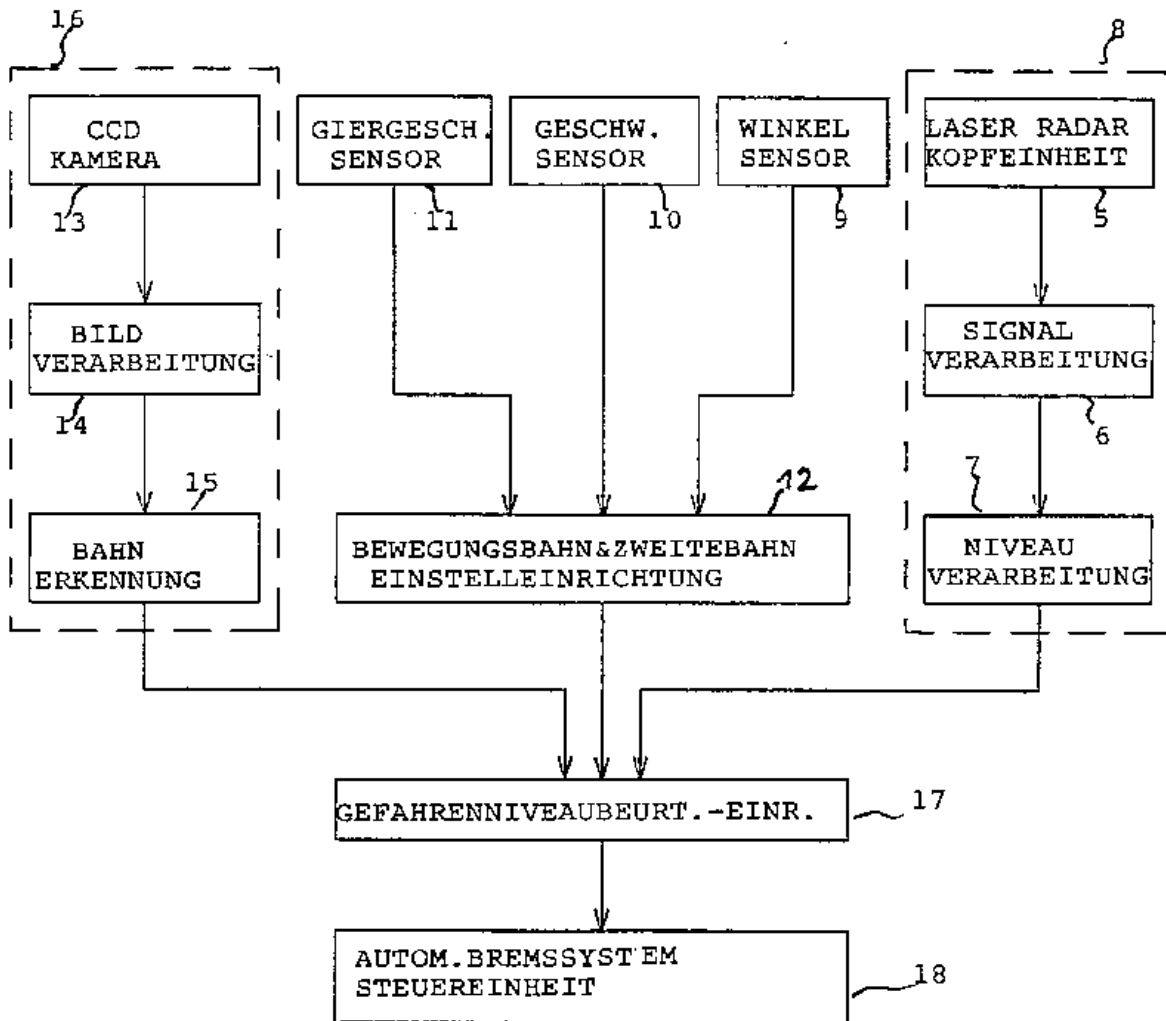 16
8
CCD
KAMERA
GIERGESCH.
SENSOR
GESCHW.
SENSOR
WINKEL
SENSOR
LASER RADAR
KOPFEINHEIT
13
11
10
9
5
BILD
VERARBEITUNG
SIGNAL
VERARBEITUNG
14
6
15
12
7
BAHN
ERKENNUNG
BEWEGUNGSBAHN&ZWEITEBAHN
EINSTELLEINRICHTUNG
NIVEAU
VERARBEITUNG
GEFAHRENNIVEAUBEURT.-EINR.
17
AUTOM.BREMSSYSTEM
STEUEREINHEIT
18